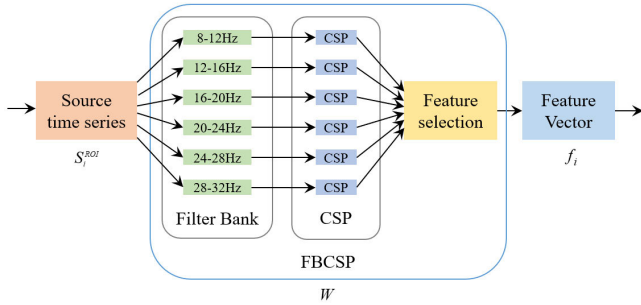 8-12Hz
CSP
12-16Hz
CSP
Source
time series
16-20Hz
CSP
Feature
selection
Feature
Vector
20-24Hz
CSP
S_i^{ROI}
24-28Hz
CSP
f_i
28-32Hz
CSP
Filter Bank
CSP
FBCSP
W